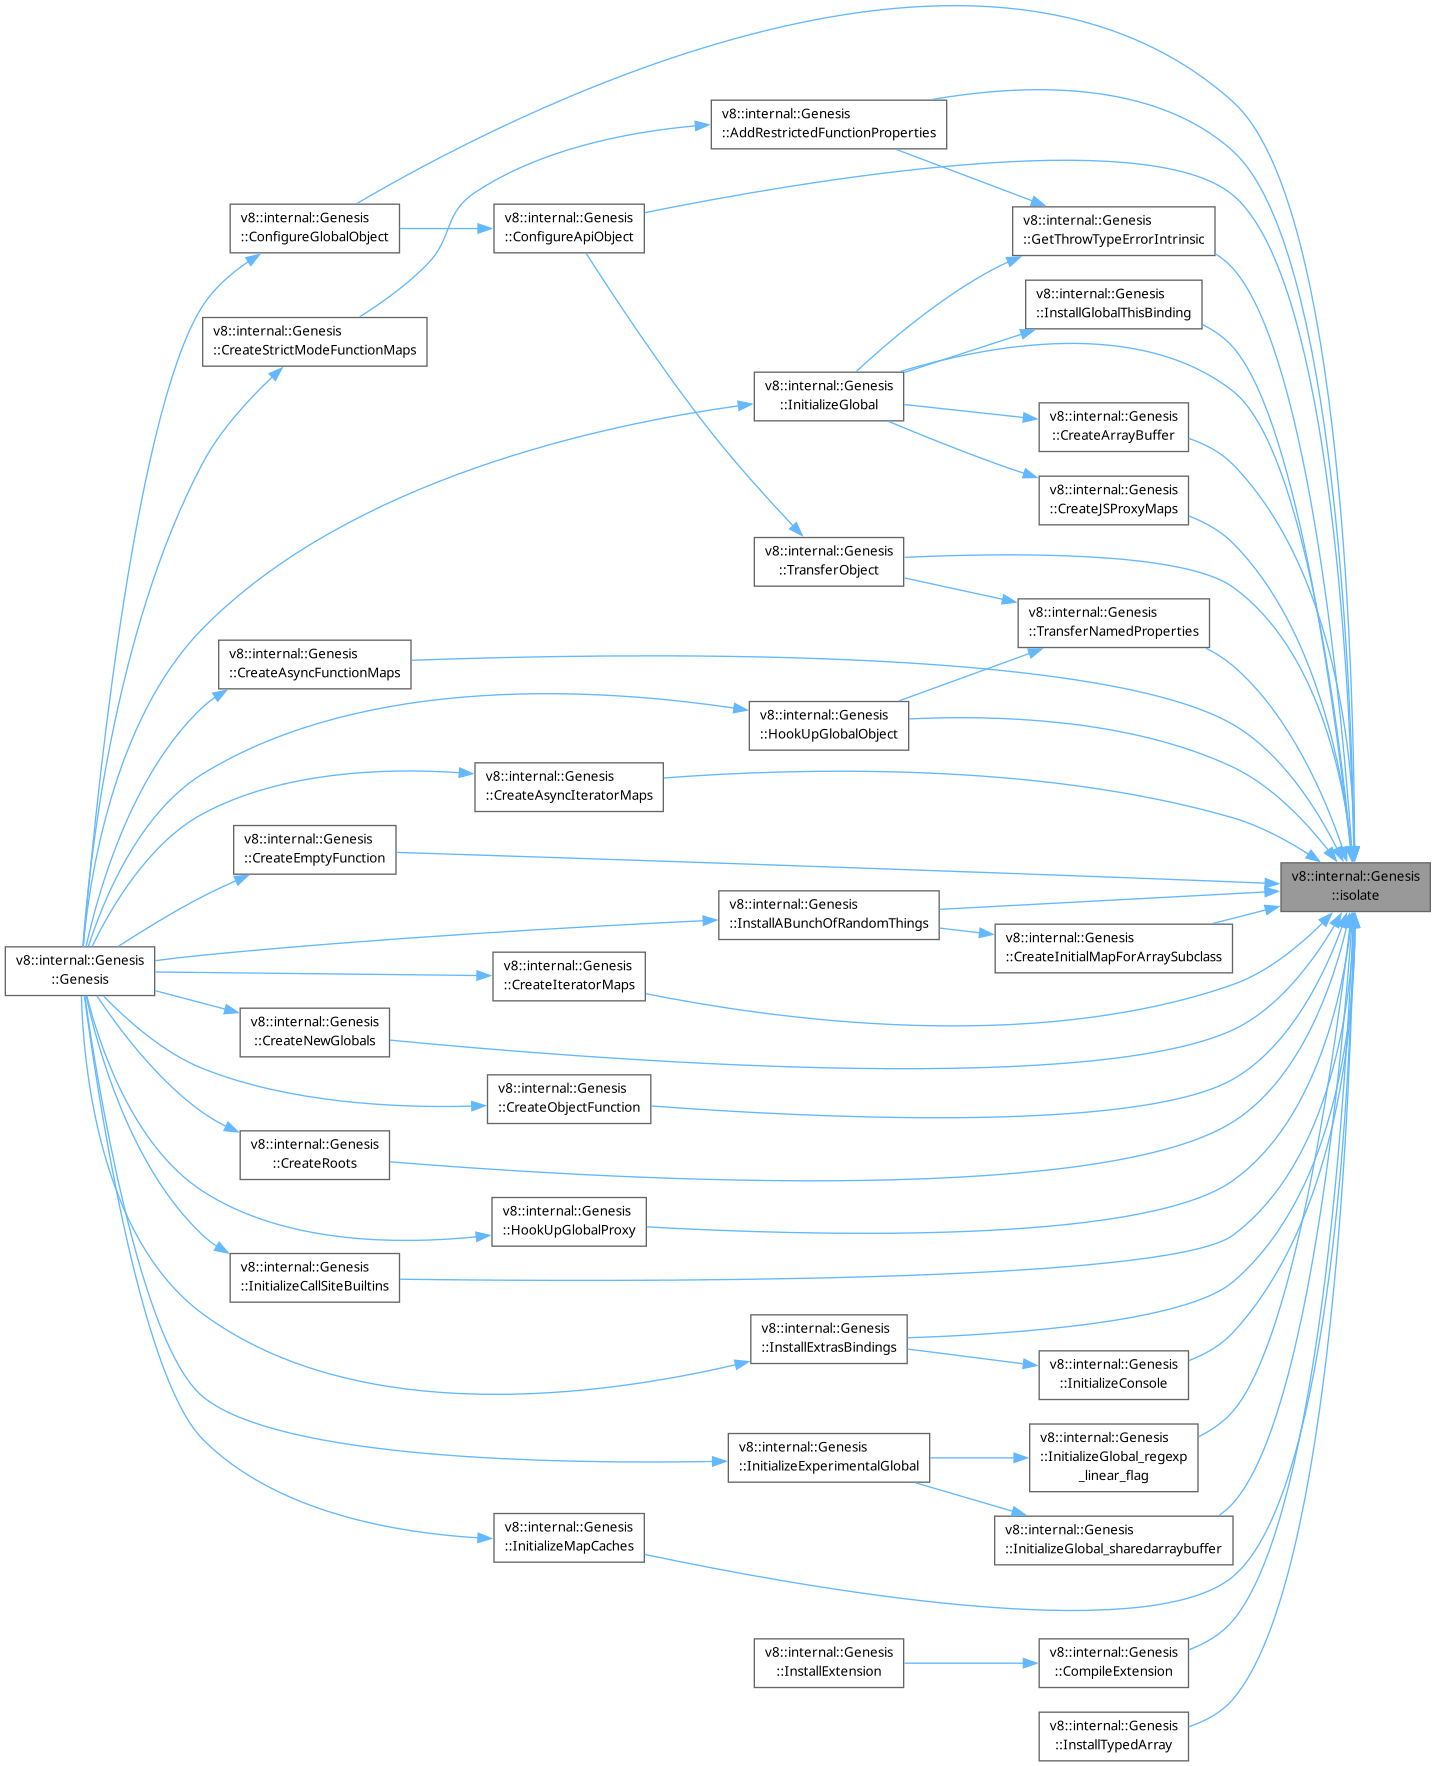 v8::internal::Genesis
::AddRestrictedFunctionProperties
v8::internal::Genesis
::ConfigureGlobalObject
v8::internal::Genesis
::ConfigureApiObject
v8::internal::Genesis
::GetThrowTypeErrorIntrinsic
v8::internal::Genesis
::InstallGlobalThisBinding
v8::internal::Genesis
::CreateStrictModeFunctionMaps
v8::internal::Genesis
::InitializeGlobal
v8::internal::Genesis
::CreateArrayBuffer
v8::internal::Genesis
::CreateJSProxyMaps
v8::internal::Genesis
::TransferObject
v8::internal::Genesis
::TransferNamedProperties
v8::internal::Genesis
::CreateAsyncFunctionMaps
v8::internal::Genesis
::HookUpGlobalObject
v8::internal::Genesis
::CreateAsyncIteratorMaps
v8::internal::Genesis
::CreateEmptyFunction
v8::internal::Genesis
::isolate
v8::internal::Genesis
::InstallABunchOfRandomThings
v8::internal::Genesis
::CreateInitialMapForArraySubclass
v8::internal::Genesis
::Genesis
v8::internal::Genesis
::CreateIteratorMaps
v8::internal::Genesis
::CreateNewGlobals
v8::internal::Genesis
::CreateObjectFunction
v8::internal::Genesis
::CreateRoots
v8::internal::Genesis
::HookUpGlobalProxy
v8::internal::Genesis
::InitializeCallSiteBuiltins
v8::internal::Genesis
::InstallExtrasBindings
v8::internal::Genesis
::InitializeConsole
v8::internal::Genesis
::InitializeExperimentalGlobal
v8::internal::Genesis
::InitializeGlobal_regexp
_linear_flag
v8::internal::Genesis
::InitializeMapCaches
v8::internal::Genesis
::InitializeGlobal_sharedarraybuffer
v8::internal::Genesis
::InstallExtension
v8::internal::Genesis
::CompileExtension
v8::internal::Genesis
::InstallTypedArray